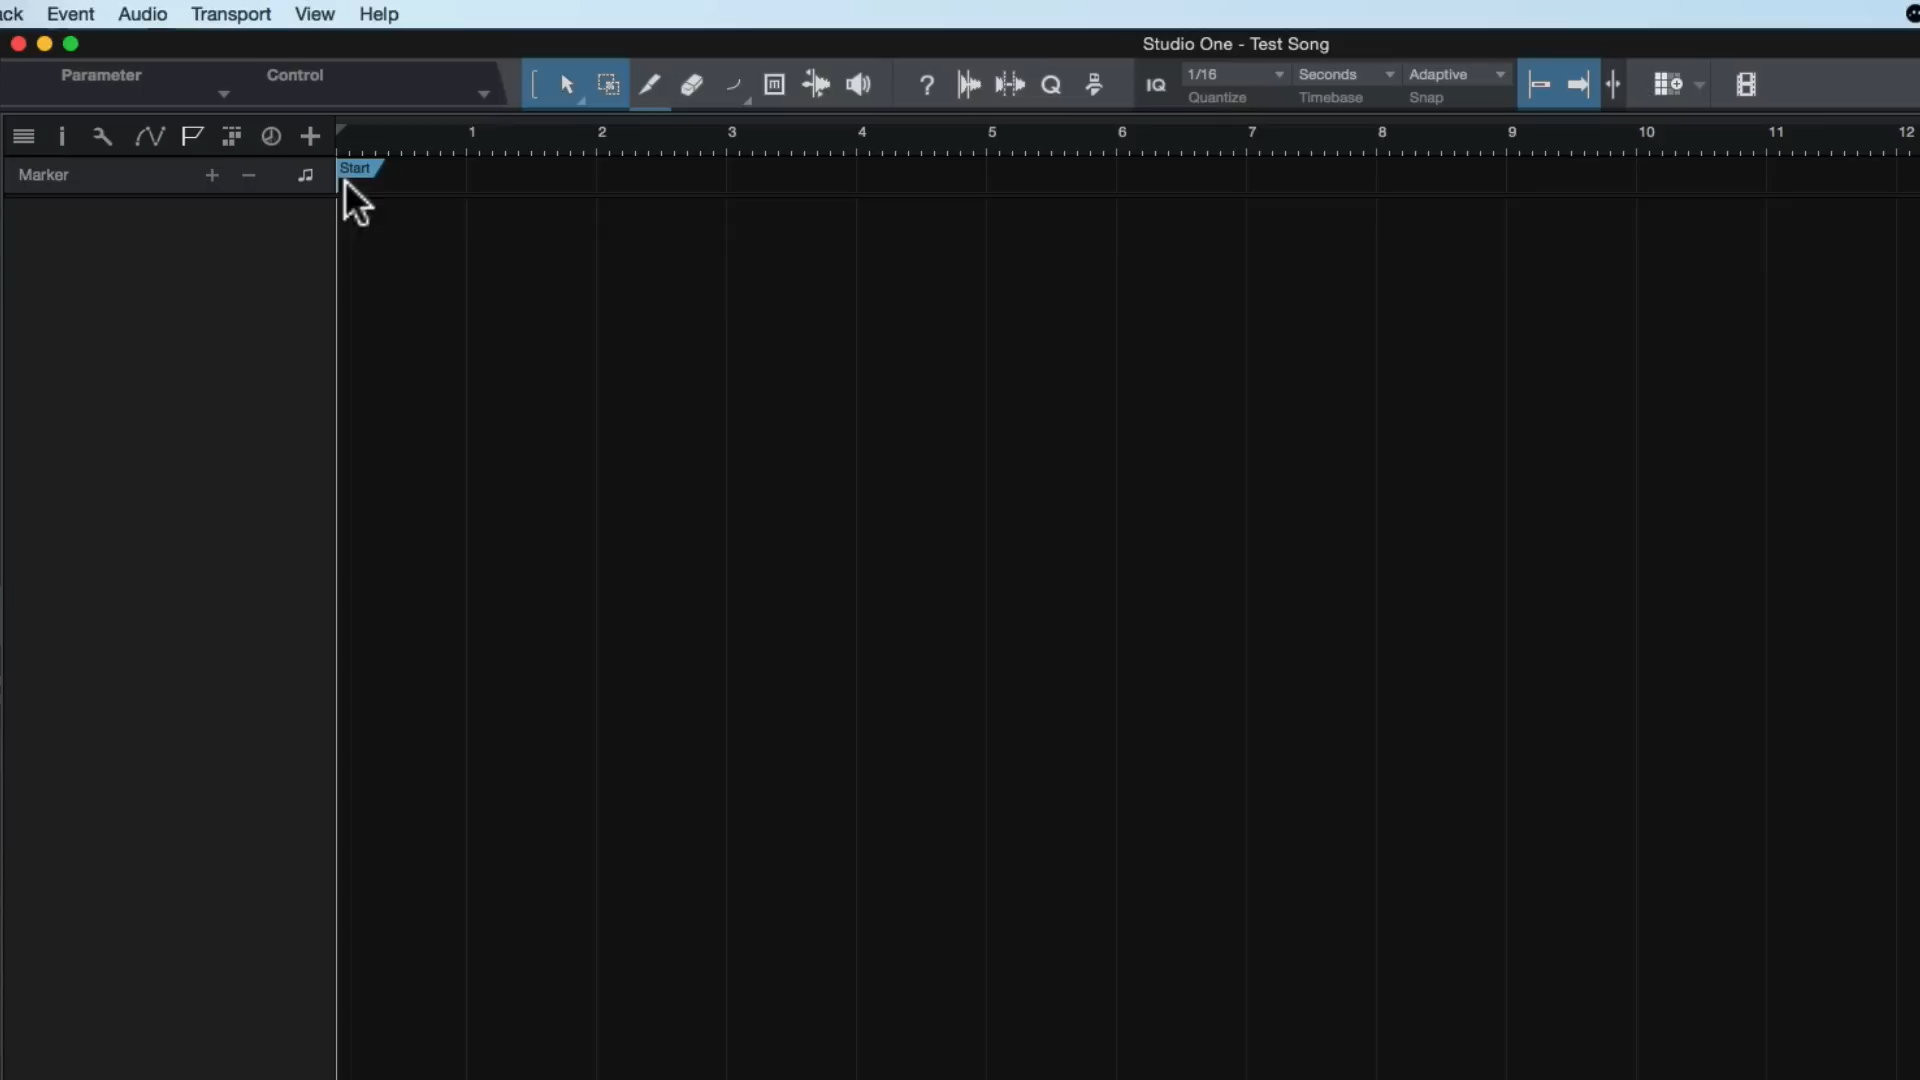 ck Event Audio Transport View Help
Studio One - Test Song
Parameter Control
? Q IQ 1/16 Seconds Adaptive
Quantize Timebase Snap
i 1 2 3 4 5 6 7 8 9 10 11 12
Marker + − Start